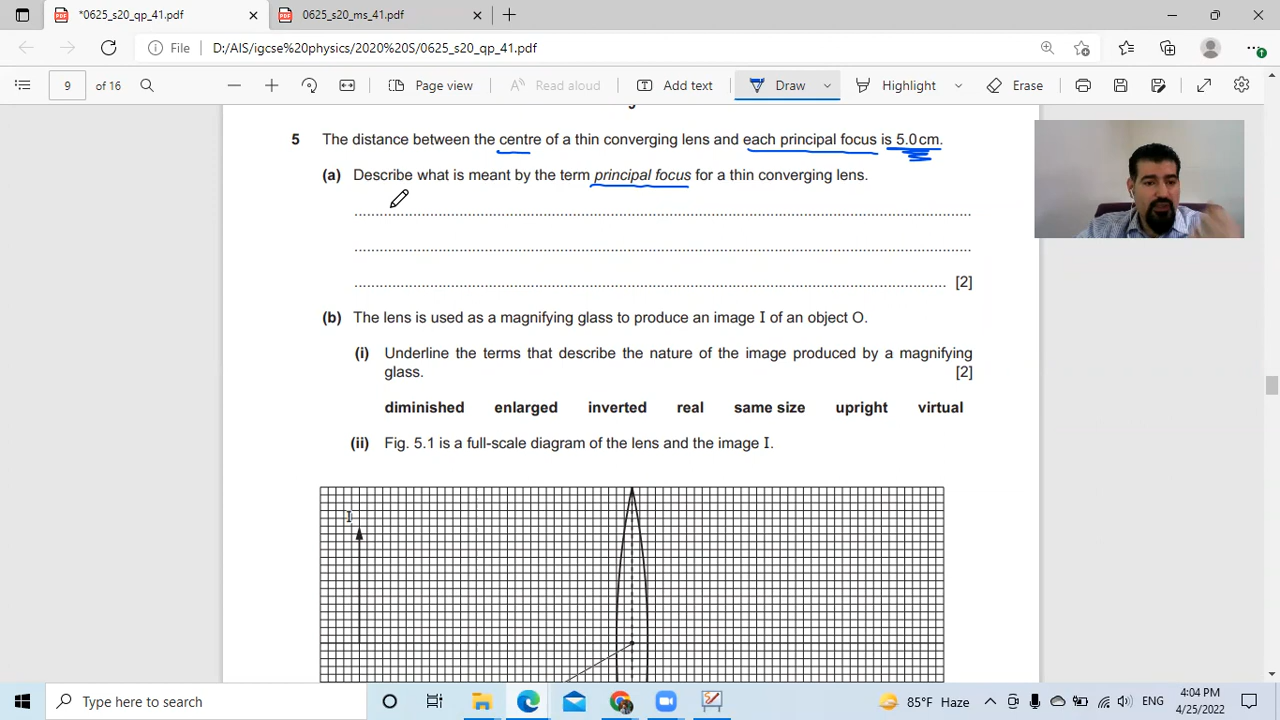 *0625_s20_qp_41.pdf
0625_s20_ms_41.pdf
File D:/AIS/igcse%20physics/2020%20S/0625_s20_qp_41.pdf
9 of 16 Page view Read aloud Add text Draw Highlight Erase
5 The distance between the centre of a thin converging lens and each principal focus is 5.0 cm.
(a) Describe what is meant by the term principal focus for a thin converging lens.
[2]
(b) The lens is used as a magnifying glass to produce an image I of an object O.
(i) Underline the terms that describe the nature of the image produced by a magnifying
glass. [2]
diminished enlarged inverted real same size upright virtual
(ii) Fig. 5.1 is a full-scale diagram of the lens and the image I.
I
Type here to search 85°F Haze ENG 4:04 PM
4/25/2022